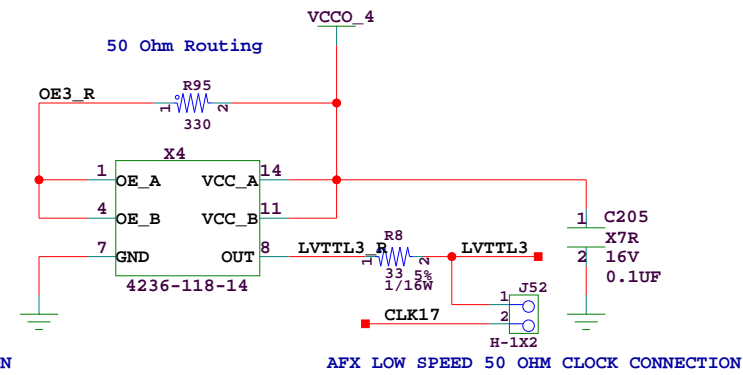 VCCO_4
50 Ohm Routing
R95
OE3_R
1
2
330
X4
1 OE_A VCC_A 14
4 OE_B VCC_B 11
7 GND OUT 8
4236-118-14
LVTTL3_R
R8
1
2
33 5%
1/16W
LVTTL3
1 C205
X7R
2 16V
0.1UF
J52
1
2
CLK17
H-1X2
N
AFX LOW SPEED 50 OHM CLOCK CONNECTION